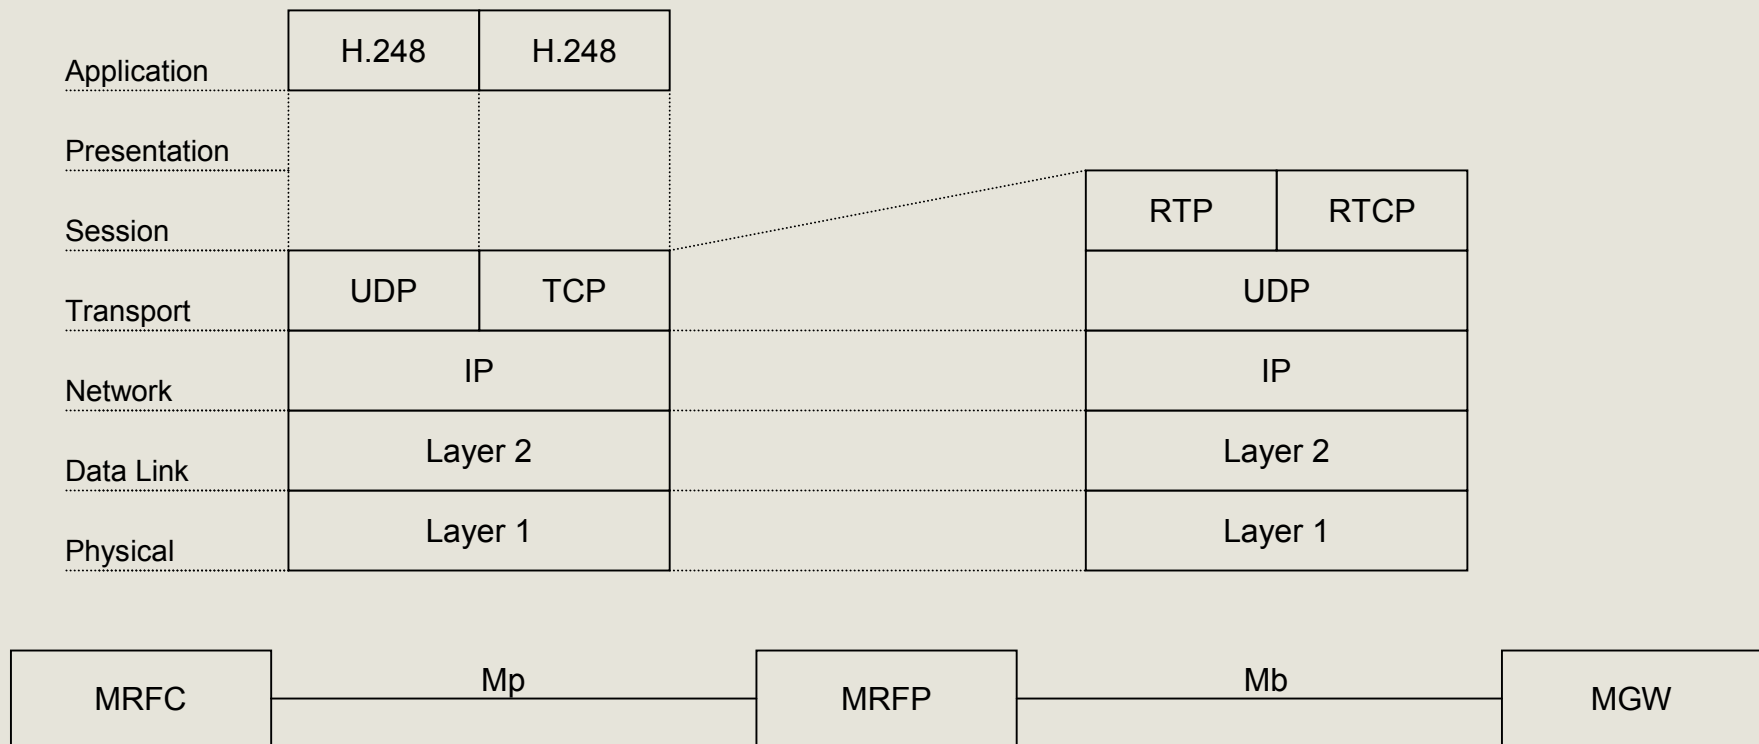 H.248 H.248
Application
Presentation
RTP RTCP
Session
UDP TCP UDP
Transport
IP IP
Network
Layer 2 Layer 2
Data Link
Layer 1 Layer 1
Physical
Mp Mb
MRFC MRFP MGW